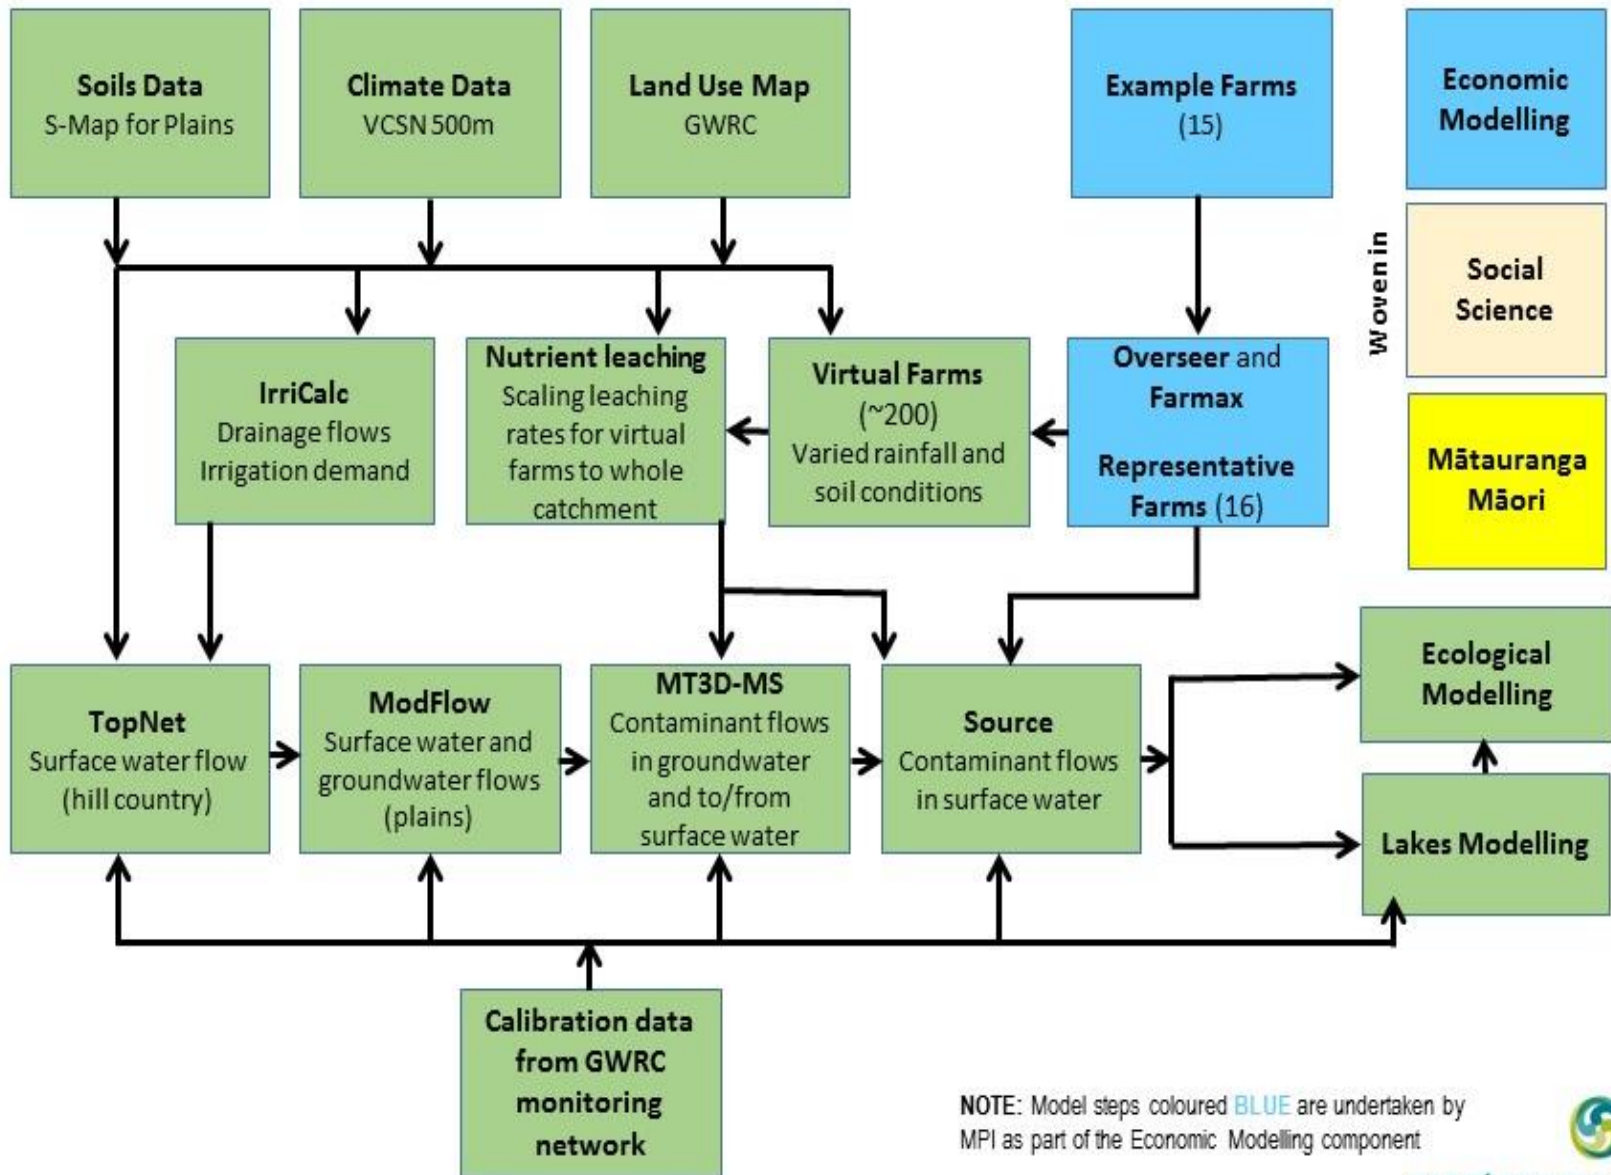 Soils Data
S-Map for Plains
Climate Data
VCSN 500m
Land Use Map
GWRC
Example Farms
(15)
Economic
Modelling
Woven in
Social
Science
Mātauranga
Māori
IrriCalc
Drainage flows
Irrigation demand
Nutrient leaching
Scaling leaching
rates for virtual
farms to whole
catchment
Virtual Farms
(~200)
Varied rainfall and
soil conditions
Overseer and
Farmax
Representative
Farms (16)
TopNet
Surface water flow
(hill country)
ModFlow
Surface water and
groundwater flows
(plains)
MT3D-MS
Contaminant flows
in groundwater
and to/from
surface water
Source
Contaminant flows
in surface water
Ecological
Modelling
Lakes Modelling
Calibration data
from GWRC
monitoring
network
NOTE: Model steps coloured BLUE are undertaken by
MPI as part of the Economic Modelling component